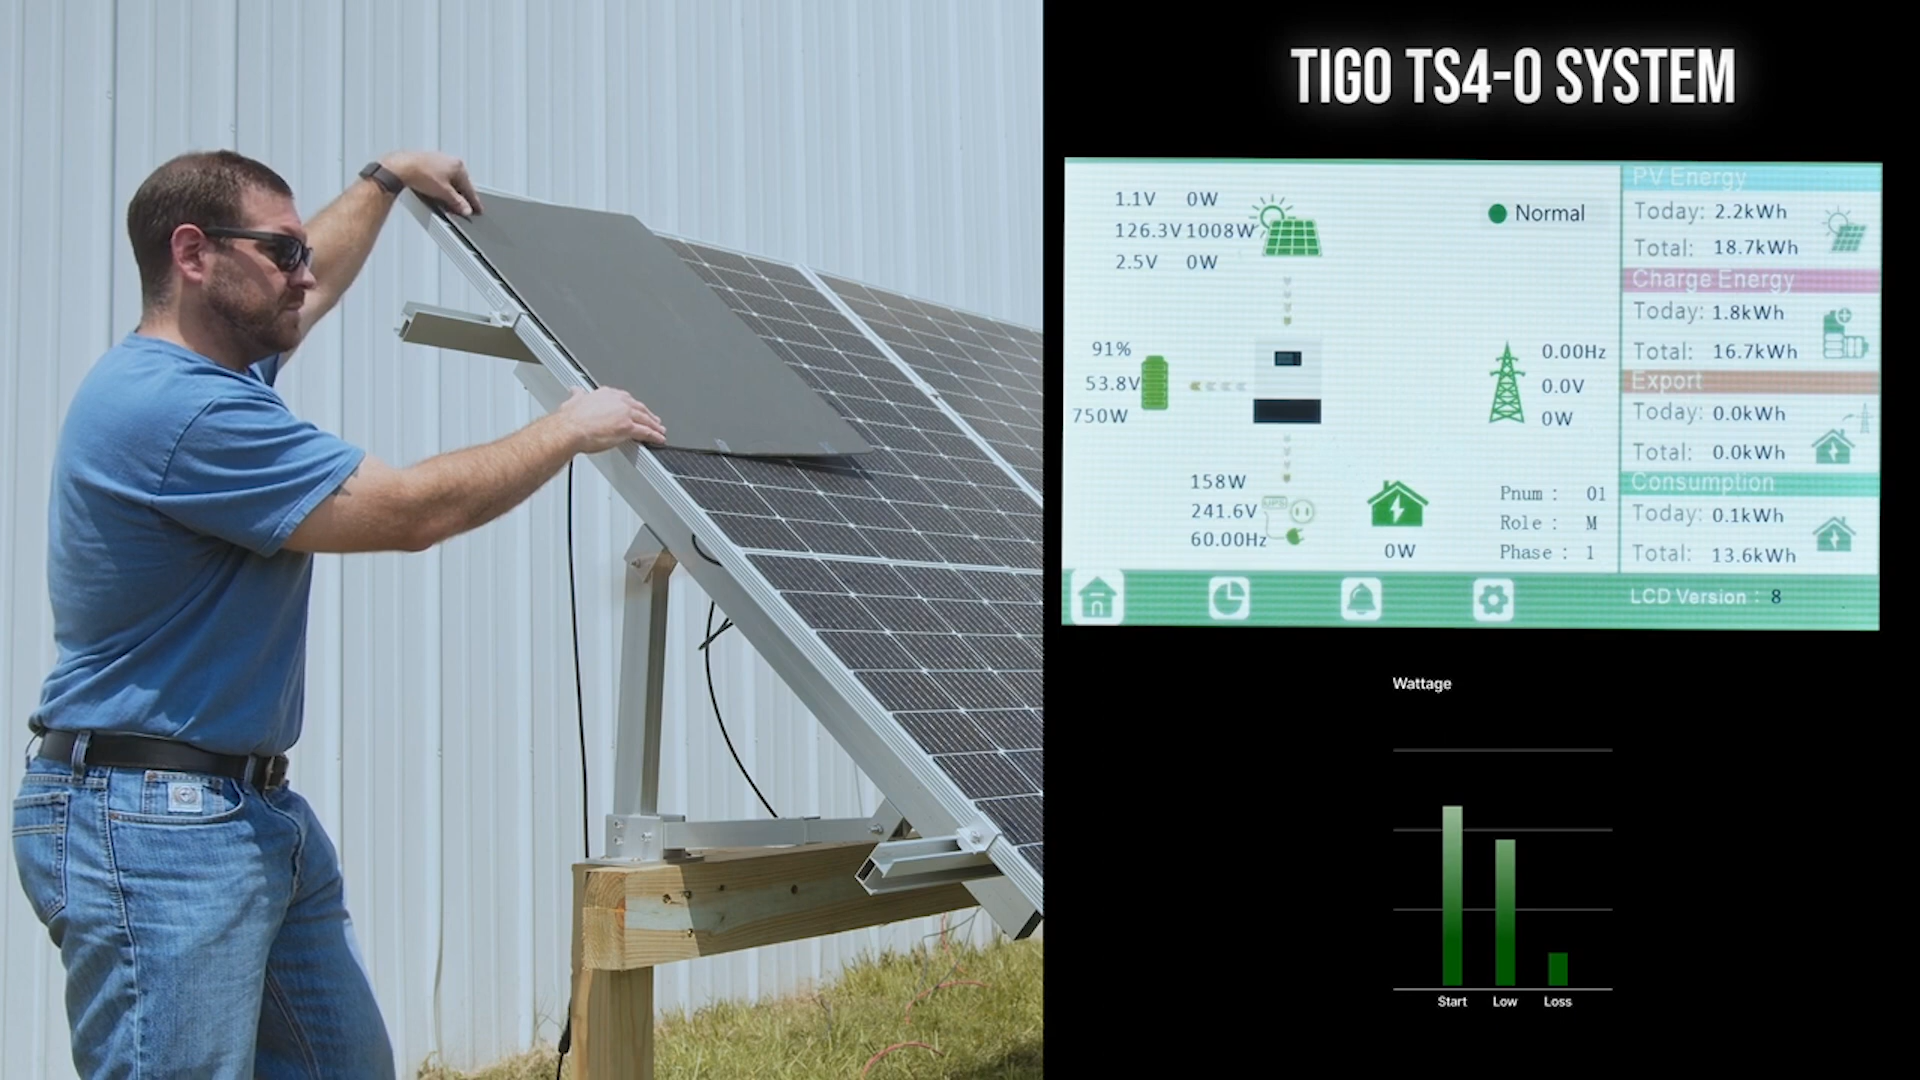 TIGO TS4-O SYSTEM
1.1V 0W
126.3V 1008W
2.5V 0W
Normal
91%
53.8V
750W
0.00Hz
0.0V
0W
158W
241.6V
60.00Hz
UPS
0W
Pnum : 01
Role : M
Phase : 1
PV Energy
Today: 2.2kWh
Total: 18.7kWh
Charge Energy
Today: 1.8kWh
Total: 16.7kWh
Export
Today: 0.0kWh
Total: 0.0kWh
Consumption
Today: 0.1kWh
Total: 13.6kWh
LCD Version : 8
Wattage
Start Low Loss